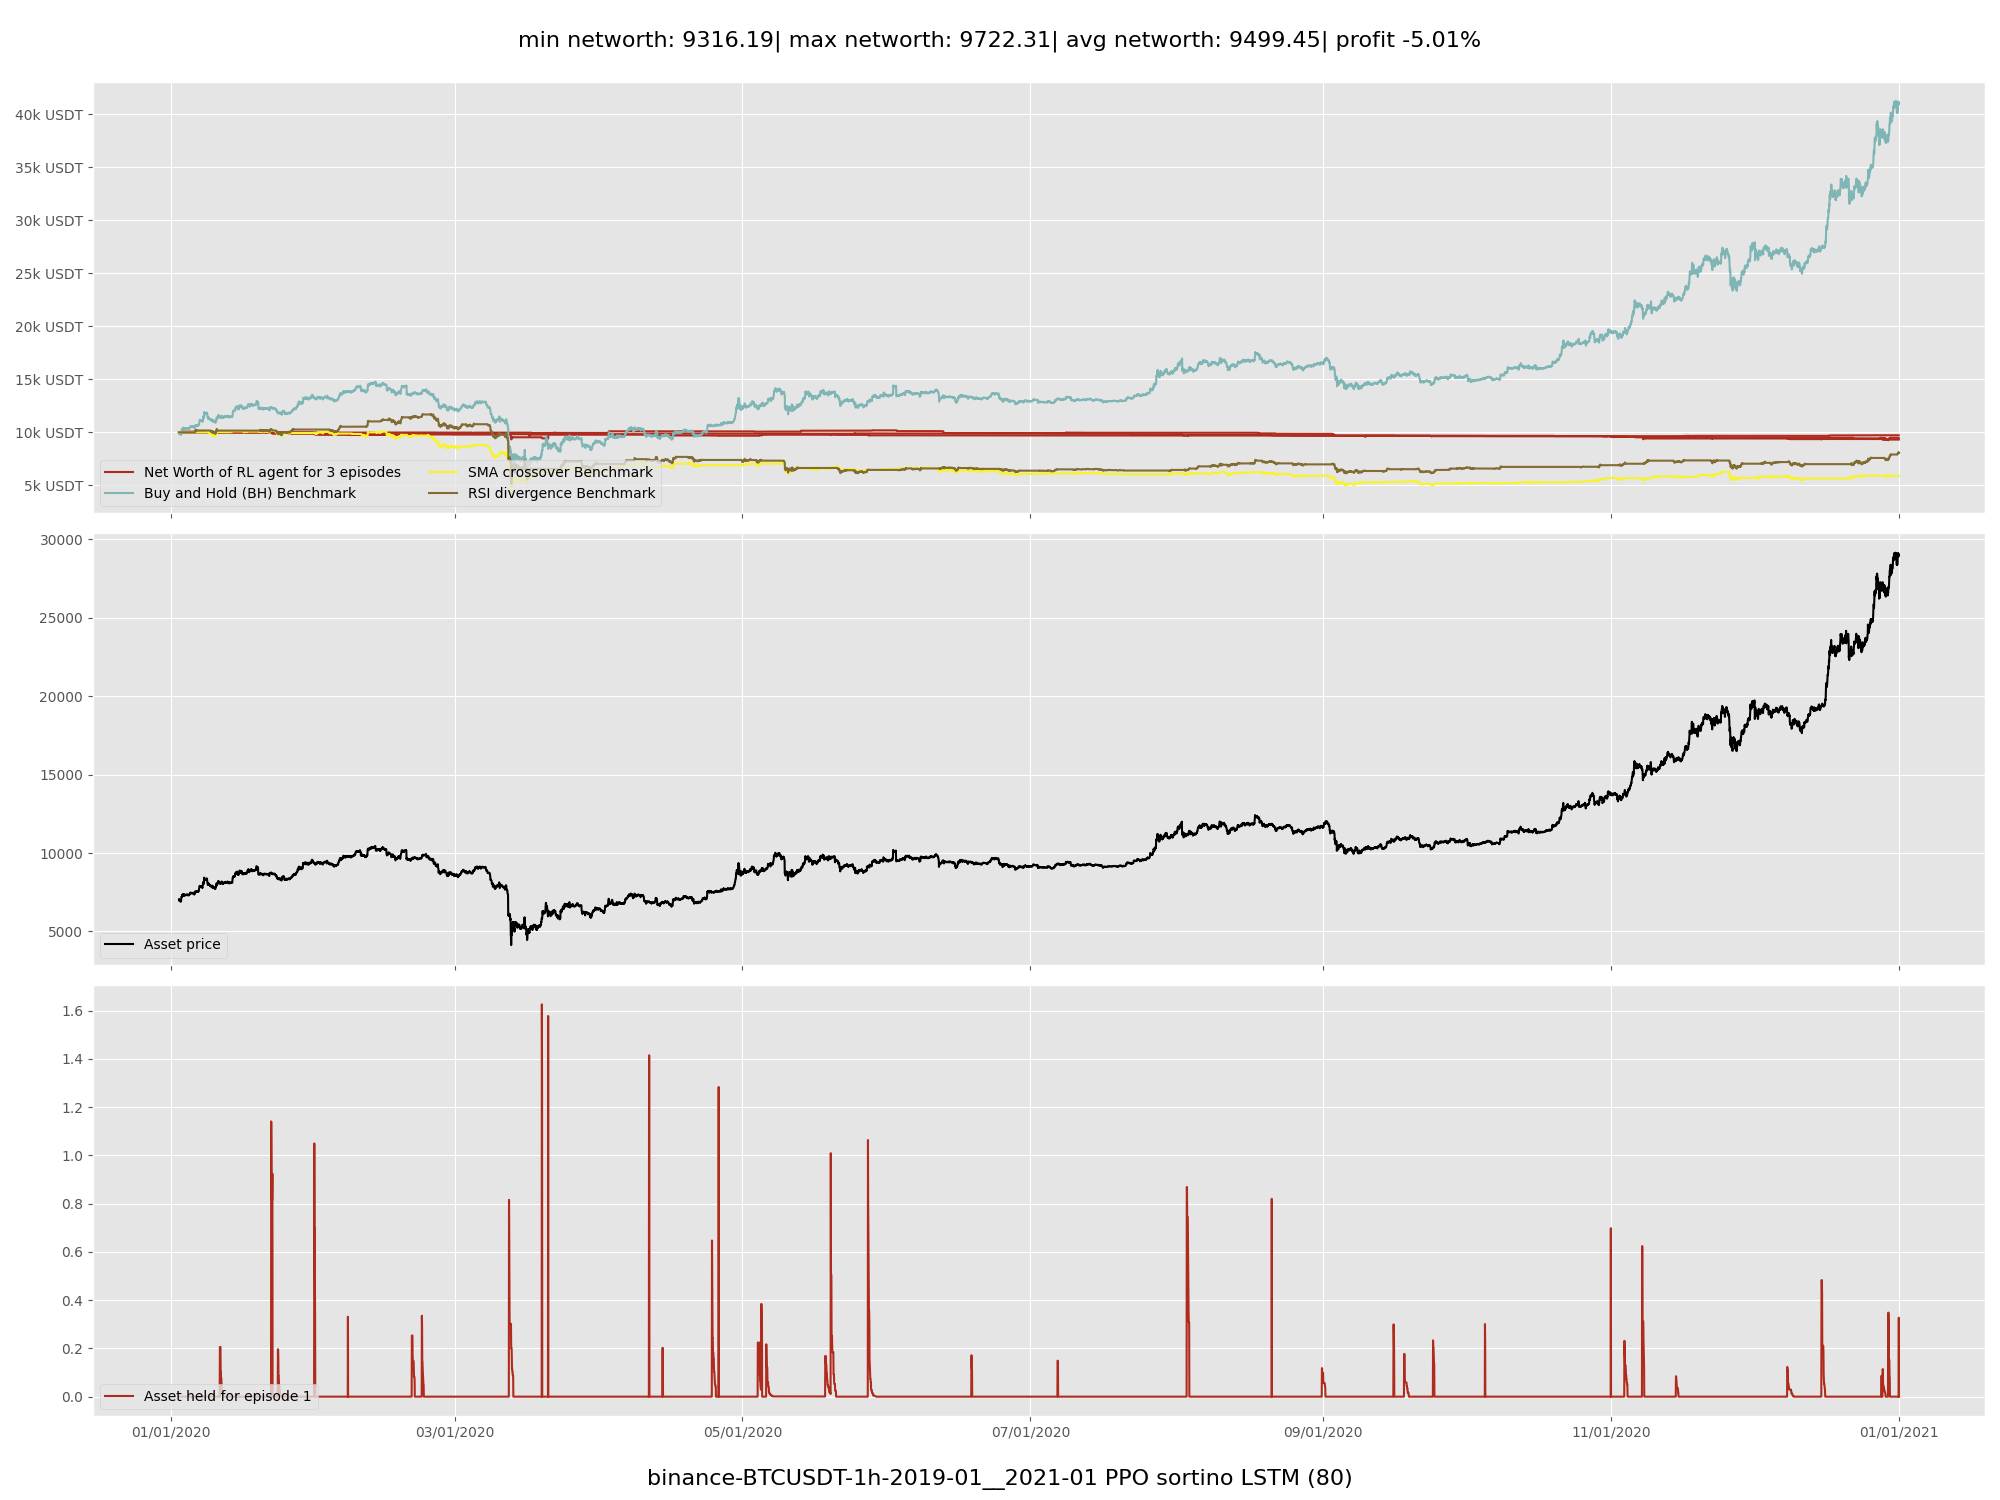 min networth: 9316.19| max networth: 9722.31| avg networth: 9499.45| profit -5.01%
40k USDT
35k USDT
30k USDT
25k USDT
20k USDT
15k USDT
10k USDT
5k USDT
Net Worth of RL agent for 3 episodes
Buy and Hold (BH) Benchmark
SMA crossover Benchmark
RSI divergence Benchmark
30000
25000
20000
15000
10000
5000
Asset price
1.6
1.4
1.2
1.0
0.8
0.6
0.4
0.2
0.0
Asset held for episode 1
01/01/2020
03/01/2020
05/01/2020
07/01/2020
09/01/2020
11/01/2020
01/01/2021
binance-BTCUSDT-1h-2019-01__2021-01 PPO sortino LSTM (80)